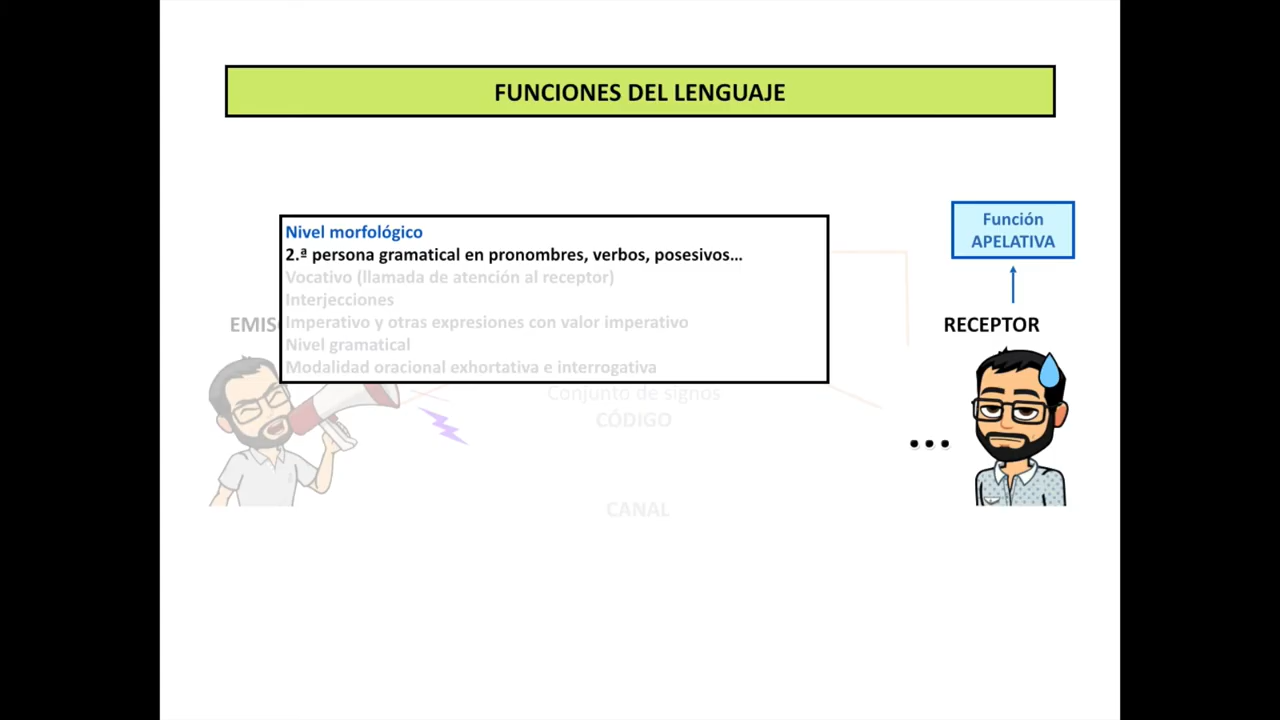 FUNCIONES DEL LENGUAJE
Función
APELATIVA
Nivel morfológico
2.ª persona gramatical en pronombres, verbos, posesivos...
Vocativo (llamada de atención al receptor)
Interjecciones
Imperativo y otras expresiones con valor imperativo
Nivel gramatical
Modalidad oracional exhortativa e interrogativa
EMIS
RECEPTOR
Conjunto de signos
CÓDIGO
...
CANAL